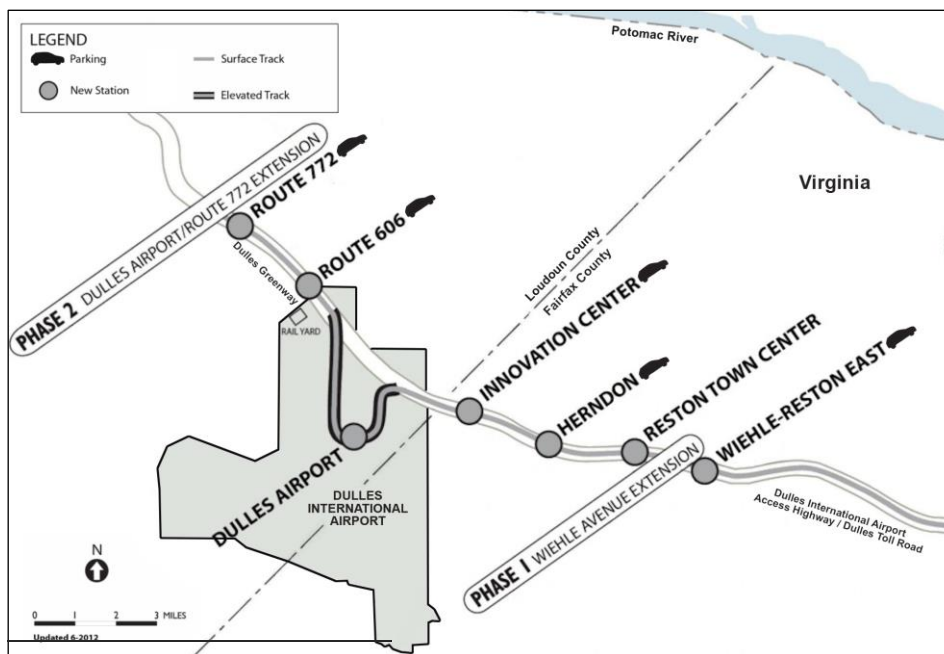 LEGEND
Parking
Surface Track
New Station
Elevated Track
Potomac River
Virginia
PHASE 2 DULLES AIRPORT/ROUTE 772 EXTENSION
ROUTE 772
ROUTE 606
Dulles Greenway
RAIL YARD
Loudoun County
Fairfax County
INNOVATION CENTER
HERNDON
RESTON TOWN CENTER
WIEHLE-RESTON EAST
DULLES AIRPORT
DULLES
INTERNATIONAL
AIRPORT
PHASE 1 WIEHLE AVENUE EXTENSION
Dulles International Airport
Access Highway / Dulles Toll Road
N
0 1 2 3 MILES
Updated 6-2012